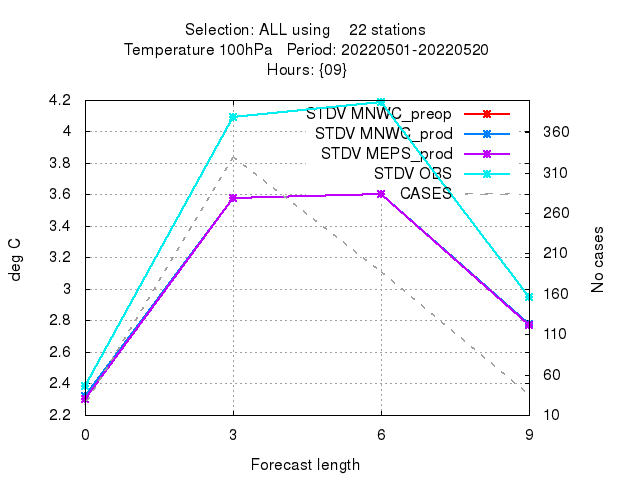 Selection: ALL using    22 stations
Temperature 100hPa   Period: 20220501-20220520
Hours: {09}
STDV MNWC_preop
STDV MNWC_prod
STDV MEPS_prod
STDV OBS
CASES
4.2
4
3.8
3.6
3.4
3.2
3
2.8
2.6
2.4
2.2
deg C
360
310
260
210
160
110
60
10
No cases
0 3 6 9
Forecast length